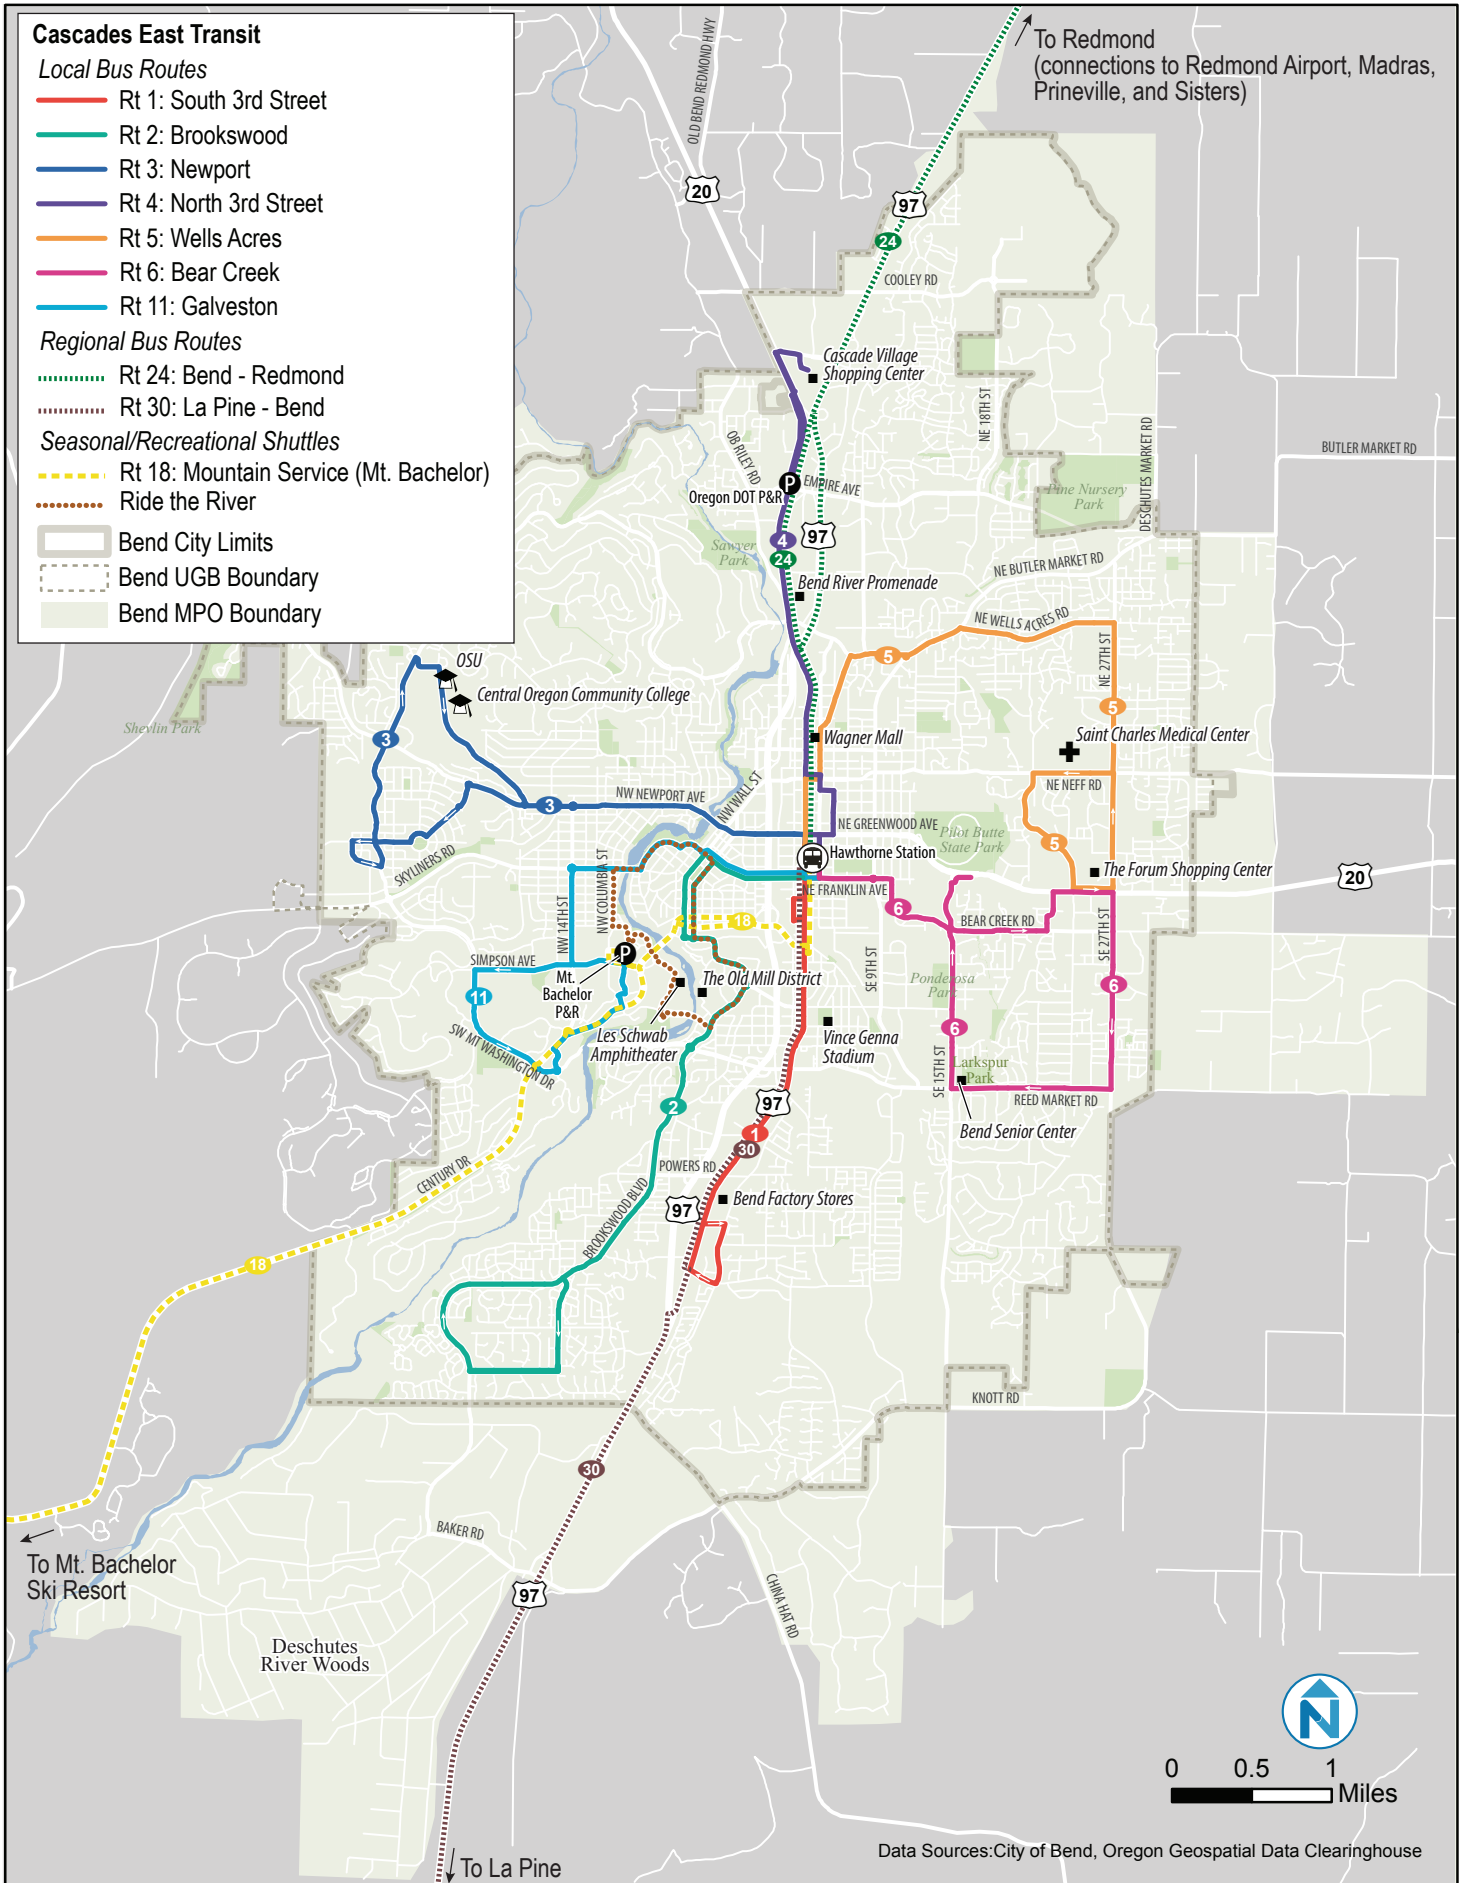 Cascades East Transit
Local Bus Routes
Rt 1: South 3rd Street
Rt 2: Brookswood
Rt 3: Newport
Rt 4: North 3rd Street
Rt 5: Wells Acres
Rt 6: Bear Creek
Rt 11: Galveston
Regional Bus Routes
Rt 24: Bend - Redmond
Rt 30: La Pine - Bend
Seasonal/Recreational Shuttles
Rt 18: Mountain Service (Mt. Bachelor)
Ride the River
Bend City Limits
Bend UGB Boundary
Bend MPO Boundary
To Redmond
(connections to Redmond Airport, Madras,
Prineville, and Sisters)
OLD BEND REDMOND HWY
20
97
24
COOLEY RD
Cascade Village
Shopping Center
NE 18TH ST
DESCHUTES MARKET RD
BUTLER MARKET RD
OB RILEY RD
P
EMPIRE AVE
Oregon DOT P&R
Pine Nursery
Park
4
97
24
Sawyer
Park
NE BUTLER MARKET RD
Bend River Promenade
NE WELLS ACRES RD
5
NE 27TH ST
OSU
Central Oregon Community College
5
Shevlin Park
3
Wagner Mall
Saint Charles Medical Center
NE NEFF RD
NW WALL ST
NW NEWPORT AVE
3
NE GREENWOOD AVE
Pilot Butte
State Park
5
Hawthorne Station
SKYLINERS RD
NW COLUMBIA ST
The Forum Shopping Center
20
NE FRANKLIN AVE
6
NW 14TH ST
18
BEAR CREEK RD
SE 27TH ST
P
SIMPSON AVE
Mt.
Bachelor
P&R
The Old Mill District
SE 9TH ST
Ponderosa
Park
6
11
Les Schwab
Amphitheater
Vince Genna
Stadium
6
SW MT WASHINGTON DR
SE 15TH ST
Larkspur
Park
REED MARKET RD
97
2
1
30
Bend Senior Center
CENTURY DR
POWERS RD
Bend Factory Stores
97
BROOKSWOOD BLVD
18
KNOTT RD
30
BAKER RD
To Mt. Bachelor
Ski Resort
97
CHINA HAT RD
Deschutes
River Woods
N
0 0.5 1
Miles
Data Sources:City of Bend, Oregon Geospatial Data Clearinghouse
To La Pine